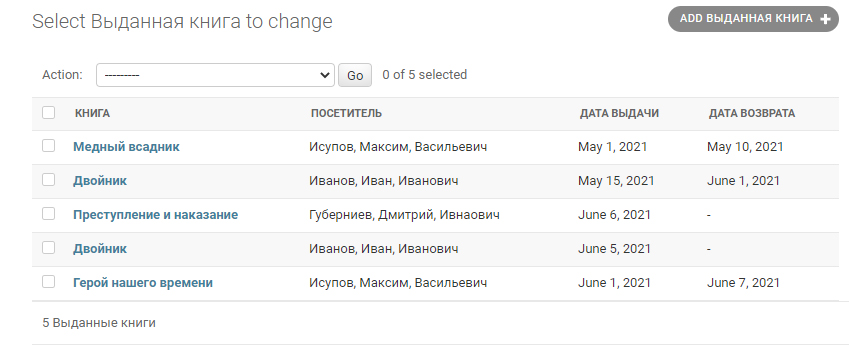 Select Выданная книга to change
ADD ВЫДАННАЯ КНИГА +
Action: --------- Go 0 of 5 selected
КНИГА ПОСЕТИТЕЛЬ ДАТА ВЫДАЧИ ДАТА ВОЗВРАТА
Медный всадник Исупов, Максим, Васильевич May 1, 2021 May 10, 2021
Двойник Иванов, Иван, Иванович May 15, 2021 June 1, 2021
Преступление и наказание Губерниев, Дмитрий, Ивнаович June 6, 2021 -
Двойник Иванов, Иван, Иванович June 5, 2021 -
Герой нашего времени Исупов, Максим, Васильевич June 1, 2021 June 7, 2021
5 Выданные книги